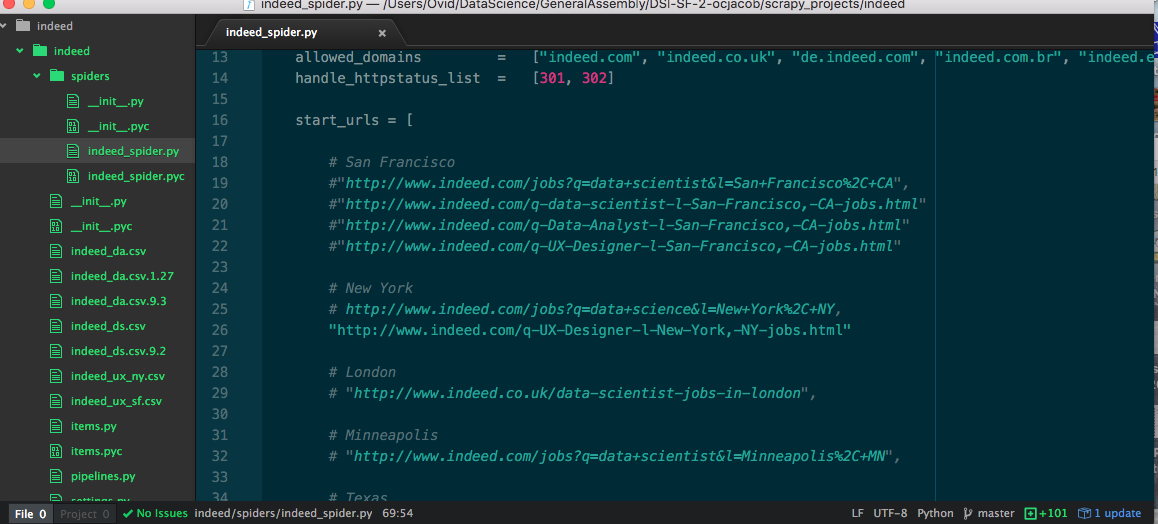 indeed_spider.py — /Users/Ovid/DataScience/GeneralAssembly/DSI-SF-2-ocjacob/scrapy_projects/indeed
indeed
indeed
spiders
__init__.py
__init__.pyc
indeed_spider.py
indeed_spider.pyc
__init__.py
__init__.pyc
indeed_da.csv
indeed_da.csv.1.27
indeed_da.csv.9.3
indeed_ds.csv
indeed_ds.csv.9.2
indeed_ux_ny.csv
indeed_ux_sf.csv
items.py
items.pyc
pipelines.py
settings.py
indeed_spider.py ×
13 allowed_domains = ["indeed.com", "indeed.co.uk", "de.indeed.com", "indeed.com.br", "indeed.e
14 handle_httpstatus_list = [301, 302]
15
16 start_urls = [
17
18 # San Francisco
19 #"http://www.indeed.com/jobs?q=data+scientist&l=San+Francisco%2C+CA",
20 #"http://www.indeed.com/q-data-scientist-l-San-Francisco,-CA-jobs.html"
21 #"http://www.indeed.com/q-Data-Analyst-l-San-Francisco,-CA-jobs.html"
22 #"http://www.indeed.com/q-UX-Designer-l-San-Francisco,-CA-jobs.html"
23
24 # New York
25 # http://www.indeed.com/jobs?q=data+science&l=New+York%2C+NY,
26 "http://www.indeed.com/q-UX-Designer-l-New-York,-NY-jobs.html"
27
28 # London
29 # "http://www.indeed.co.uk/data-scientist-jobs-in-london",
30
31 # Minneapolis
32 # "http://www.indeed.com/jobs?q=data+scientist&l=Minneapolis%2C+MN",
33
34 # Texas
File 0 Project 0 No Issues indeed/spiders/indeed_spider.py 69:54 LF UTF-8 Python master +101 1 update